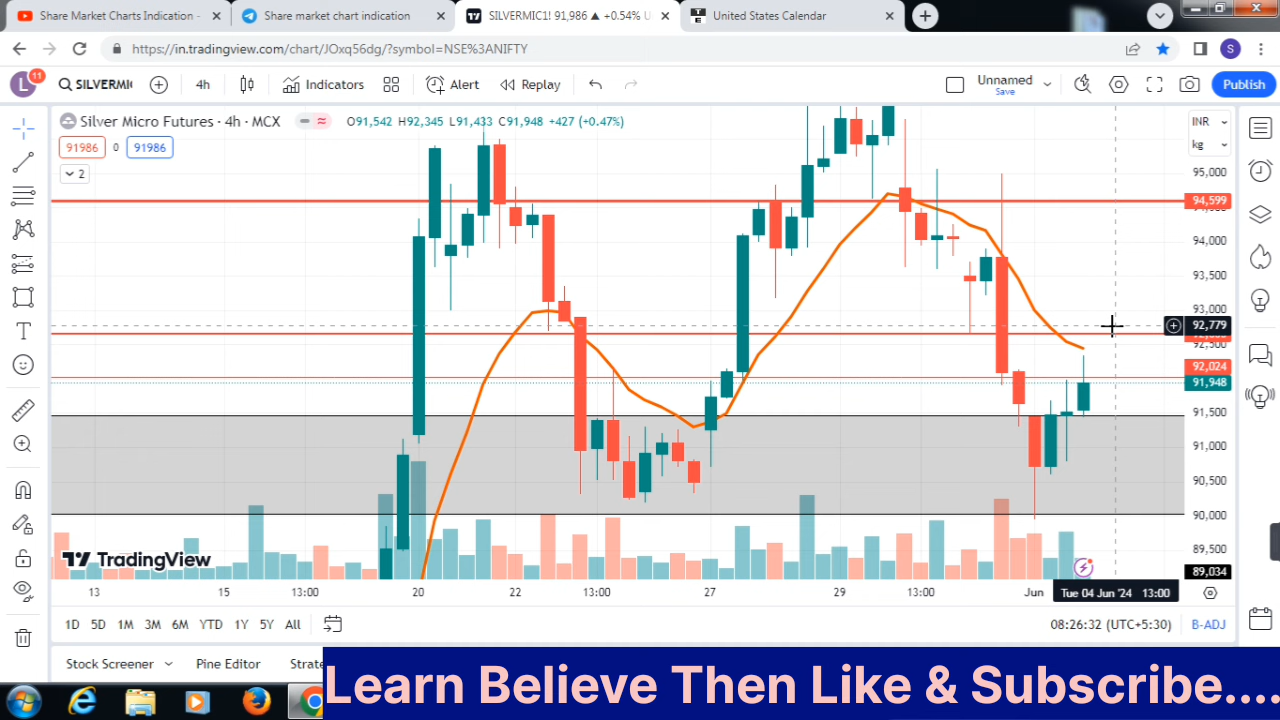 Share Market Charts Indication -
Share market chart indication
SILVERMIC1! 91,986 ▲ +0.54% U
United States Calendar
https://in.tradingview.com/chart/JOxq56dg/?symbol=NSE%3ANIFTY
S
L
11
SILVERMI
4h
Indicators
Alert
Replay
Unnamed
Save
Publish
Silver Micro Futures · 4h · MCX
O91,542 H92,345 L91,433 C91,948 +427 (+0.47%)
91986 0 91986
2
INR
kg
95,000
94,599
94,000
93,500
93,000
92,779
92,500
92,024
91,948
91,500
91,000
90,500
90,000
89,500
89,034
TradingView
13 15 13:00 20 22 13:00 27 29 13:00 Jun Tue 04 Jun '24 13:00
1D 5D 1M 3M 6M YTD 1Y 5Y All
08:26:32 (UTC+5:30) B-ADJ
Stock Screener Pine Editor Strate
Learn Believe Then Like & Subscribe....